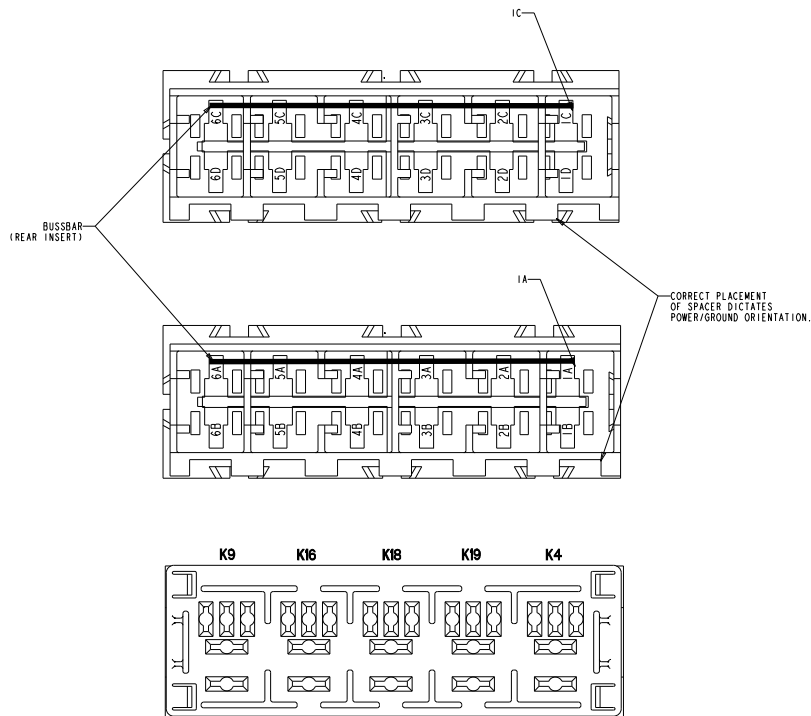 1C
6C 5C 4C 3C 2C 1C
6D 5D 4D 3D 2D 1D
BUSSBAR
(REAR INSERT)
1A
CORRECT PLACEMENT
OF SPACER DICTATES
POWER/GROUND ORIENTATION.
6A 5A 4A 3A 2A 1A
6B 5B 4B 3B 2B 1B
K9 K16 K18 K19 K4